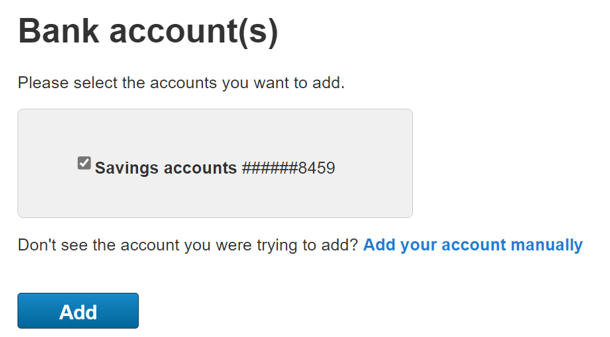 Bank account(s)
Please select the accounts you want to add.
Savings accounts ######8459
Don't see the account you were trying to add? Add your account manually
Add